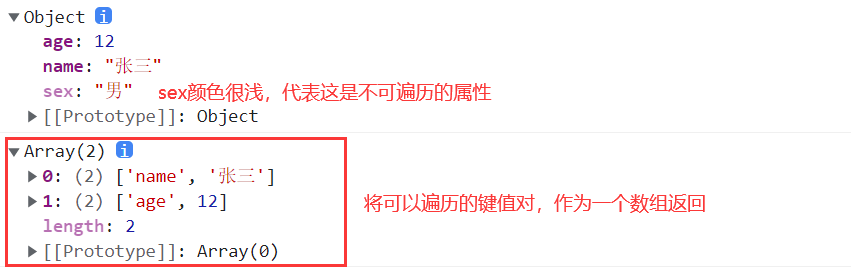 ▼Object i
age: 12
name: "张三"
sex: "男" sex颜色很浅，代表这是不可遍历的属性
▶[[Prototype]]: Object
▼Array(2) i
▶0: (2) ['name', '张三']
▶1: (2) ['age', 12] 将可以遍历的键值对，作为一个数组返回
length: 2
▶[[Prototype]]: Array(0)